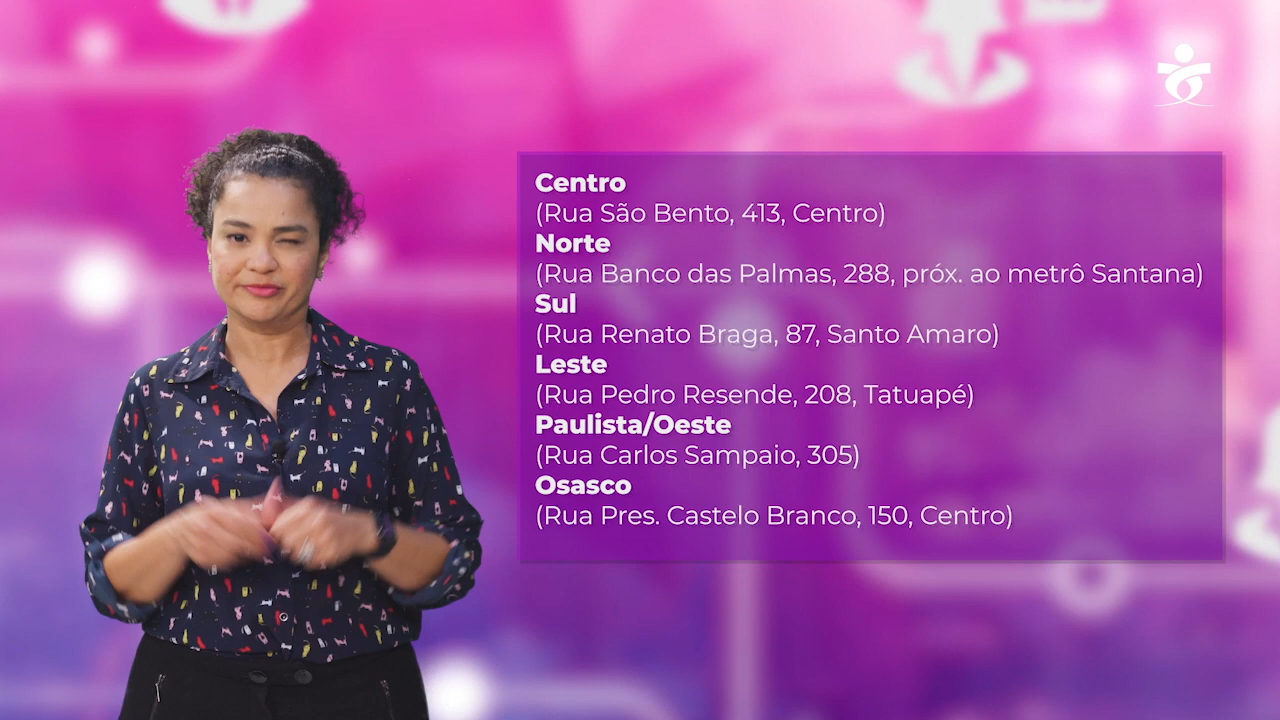 Centro
(Rua São Bento, 413, Centro)
Norte
(Rua Banco das Palmas, 288, próx. ao metrô Santana)
Sul
(Rua Renato Braga, 87, Santo Amaro)
Leste
(Rua Pedro Resende, 208, Tatuapé)
Paulista/Oeste
(Rua Carlos Sampaio, 305)
Osasco
(Rua Pres. Castelo Branco, 150, Centro)